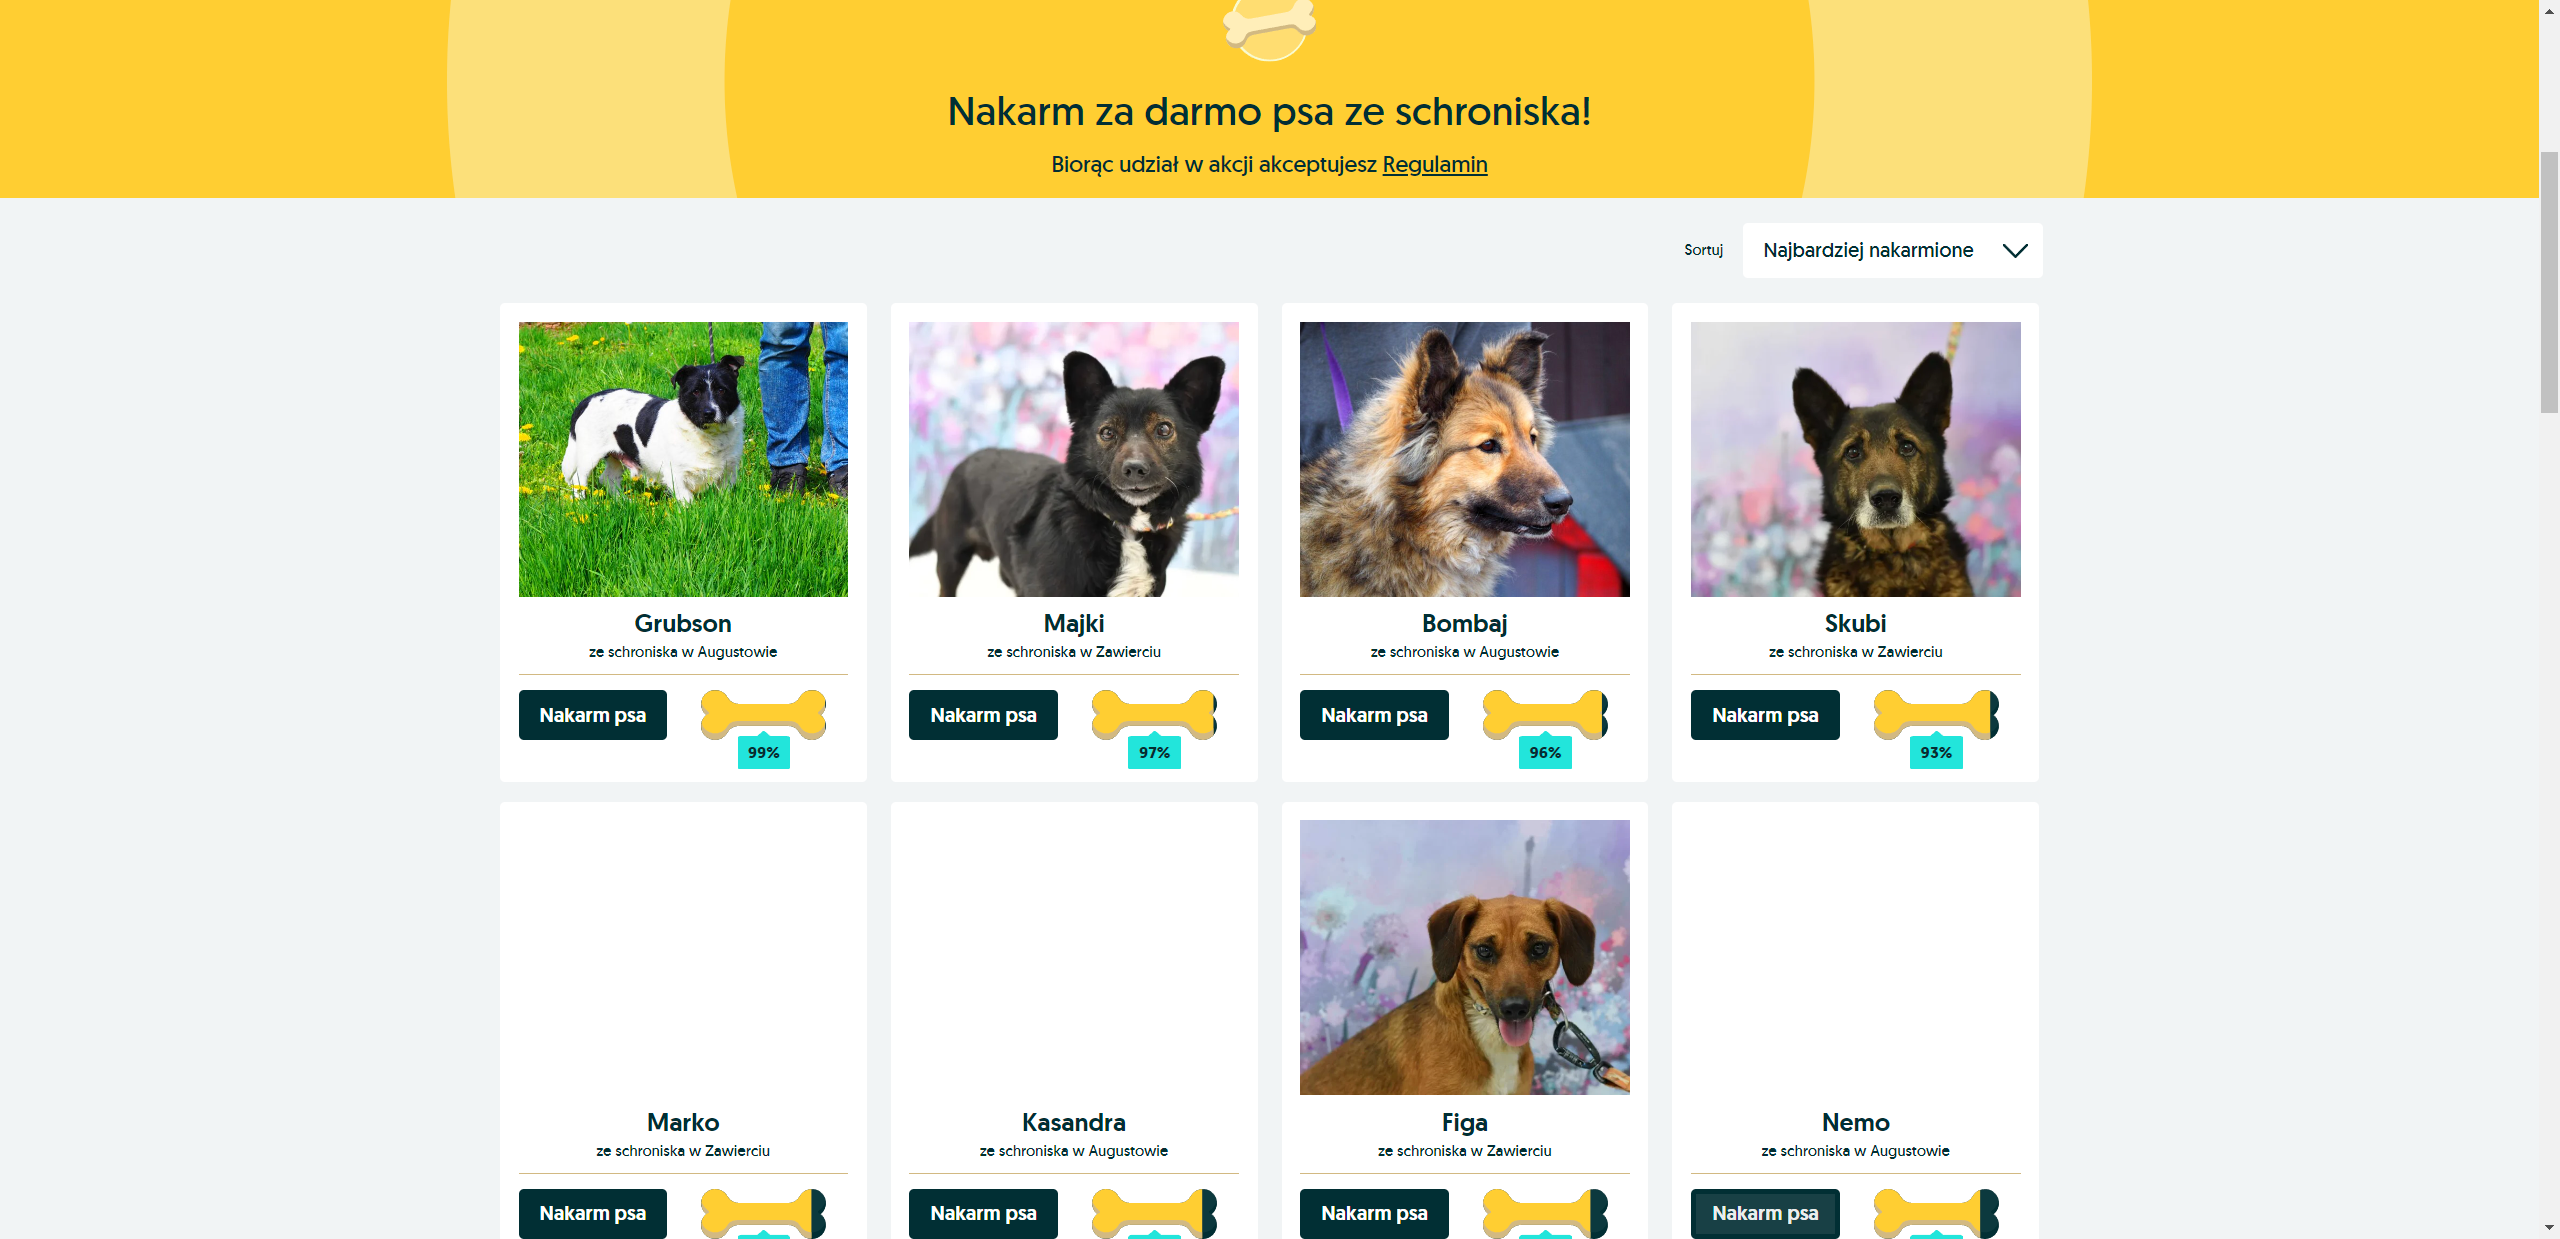 Nakarm za darmo psa ze schroniska!
Biorąc udział w akcji akceptujesz Regulamin
Sortuj
Najbardziej nakarmione
Grubson
ze schroniska w Augustowie
Nakarm psa
99%
Majki
ze schroniska w Zawierciu
Nakarm psa
97%
Bombaj
ze schroniska w Augustowie
Nakarm psa
96%
Skubi
ze schroniska w Zawierciu
Nakarm psa
93%
Marko
ze schroniska w Zawierciu
Nakarm psa
Kasandra
ze schroniska w Augustowie
Nakarm psa
Figa
ze schroniska w Zawierciu
Nakarm psa
Nemo
ze schroniska w Augustowie
Nakarm psa